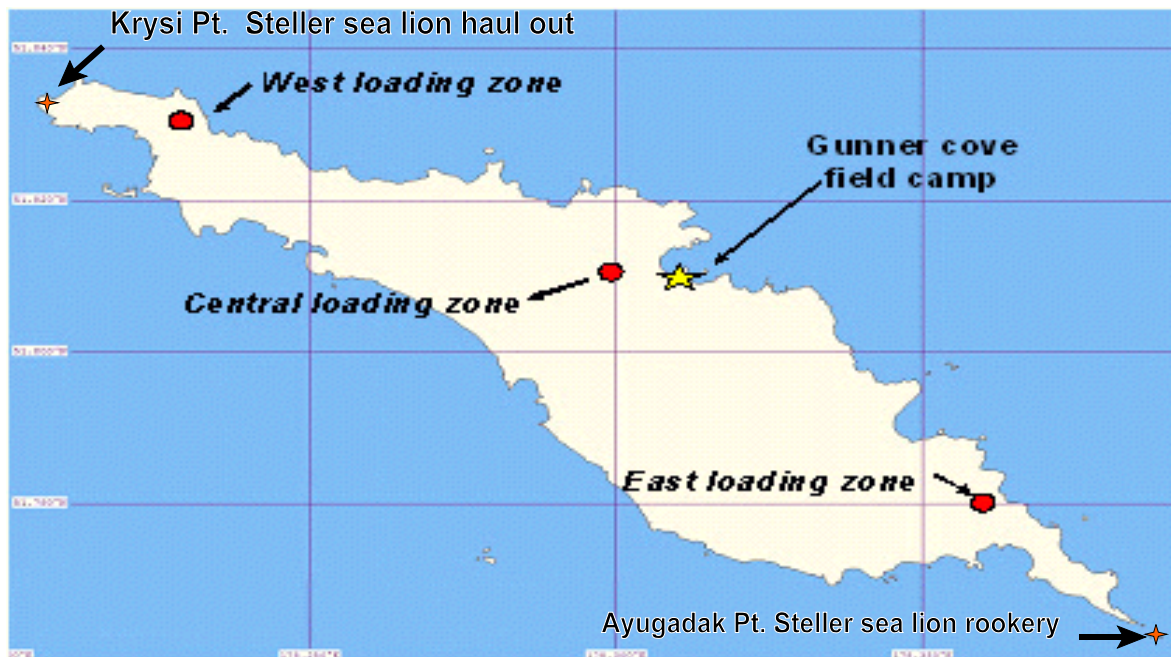 Krysi Pt. Steller sea lion haul out
West loading zone
Gunner cove
field camp
Central loading zone
East loading zone
Ayugadak Pt. Steller sea lion rookery